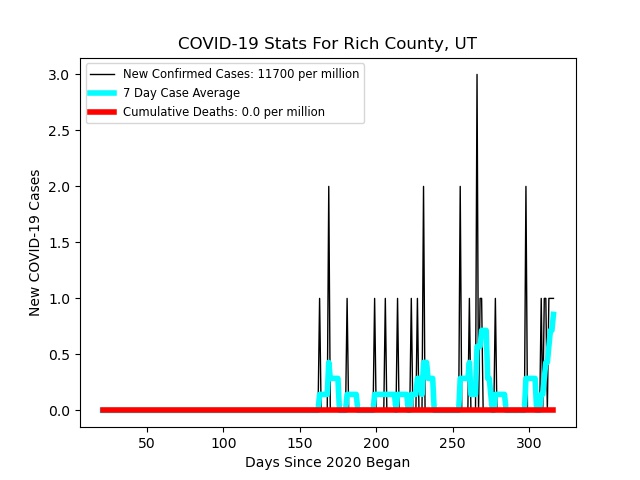 COVID-19 Stats For Rich County, UT
New Confirmed Cases: 11700 per million
7 Day Case Average
Cumulative Deaths: 0.0 per million
New COVID-19 Cases
3.0
2.5
2.0
1.5
1.0
0.5
0.0
50 100 150 200 250 300
Days Since 2020 Began